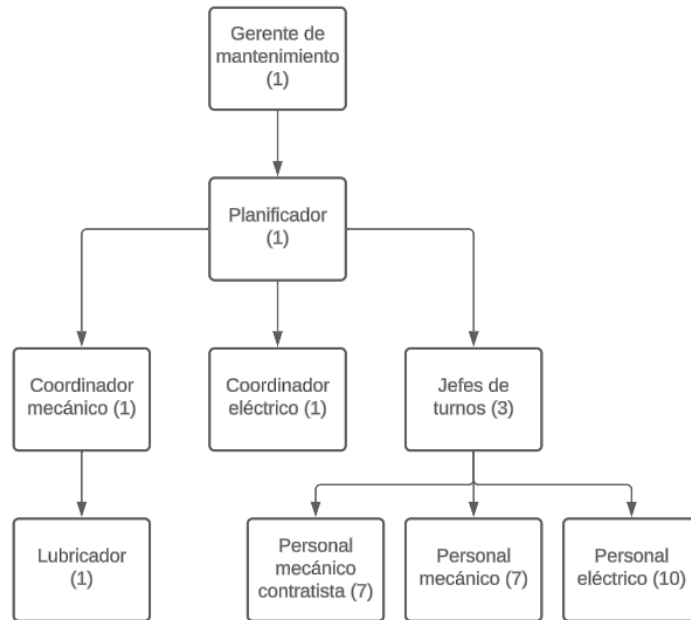 Gerente de
mantenimiento
(1)
Planificador
(1)
Coordinador
mecánico (1)
Coordinador
eléctrico (1)
Jefes de
turnos (3)
Lubricador
(1)
Personal
mecánico
contratista (7)
Personal
mecánico (7)
Personal
eléctrico (10)